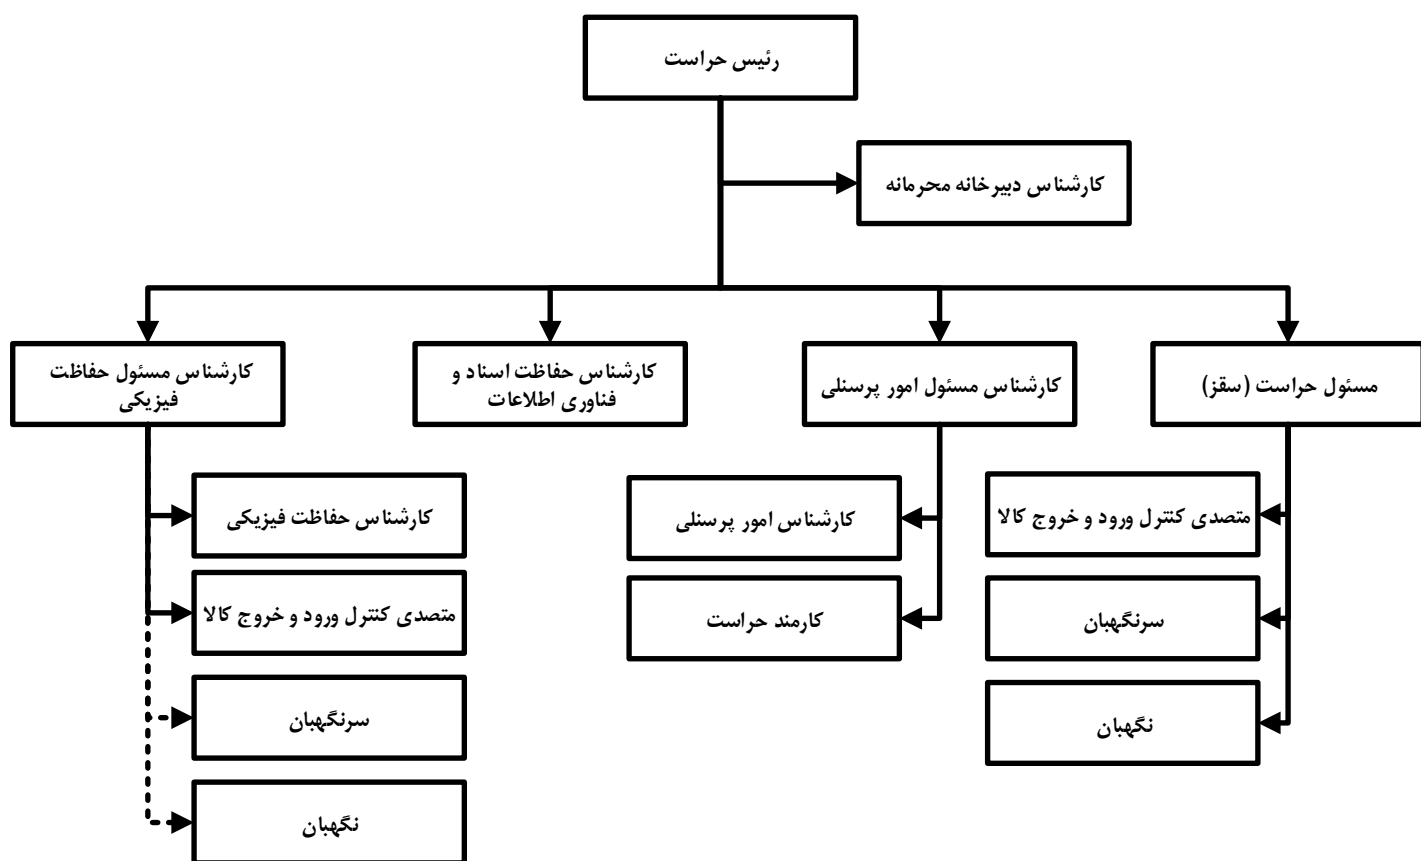 رئیس حراست
کارشناس دبیرخانه محرمانه
مسئول حراست (سقز)
کارشناس مسئول امور پرسنلی
کارشناس حفاظت اسناد و
فناوری اطلاعات
کارشناس مسئول حفاظت
فیزیکی
متصدی کنترل ورود و خروج کالا
سرنگهبان
نگهبان
کارشناس امور پرسنلی
کارمند حراست
کارشناس حفاظت فیزیکی
متصدی کنترل ورود و خروج کالا
سرنگهبان
نگهبان